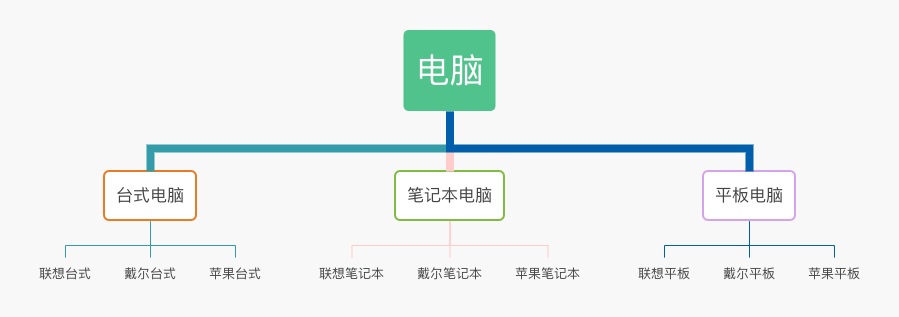 电脑
台式电脑
笔记本电脑
平板电脑
联想台式
戴尔台式
苹果台式
联想笔记本
戴尔笔记本
苹果笔记本
联想平板
戴尔平板
苹果平板